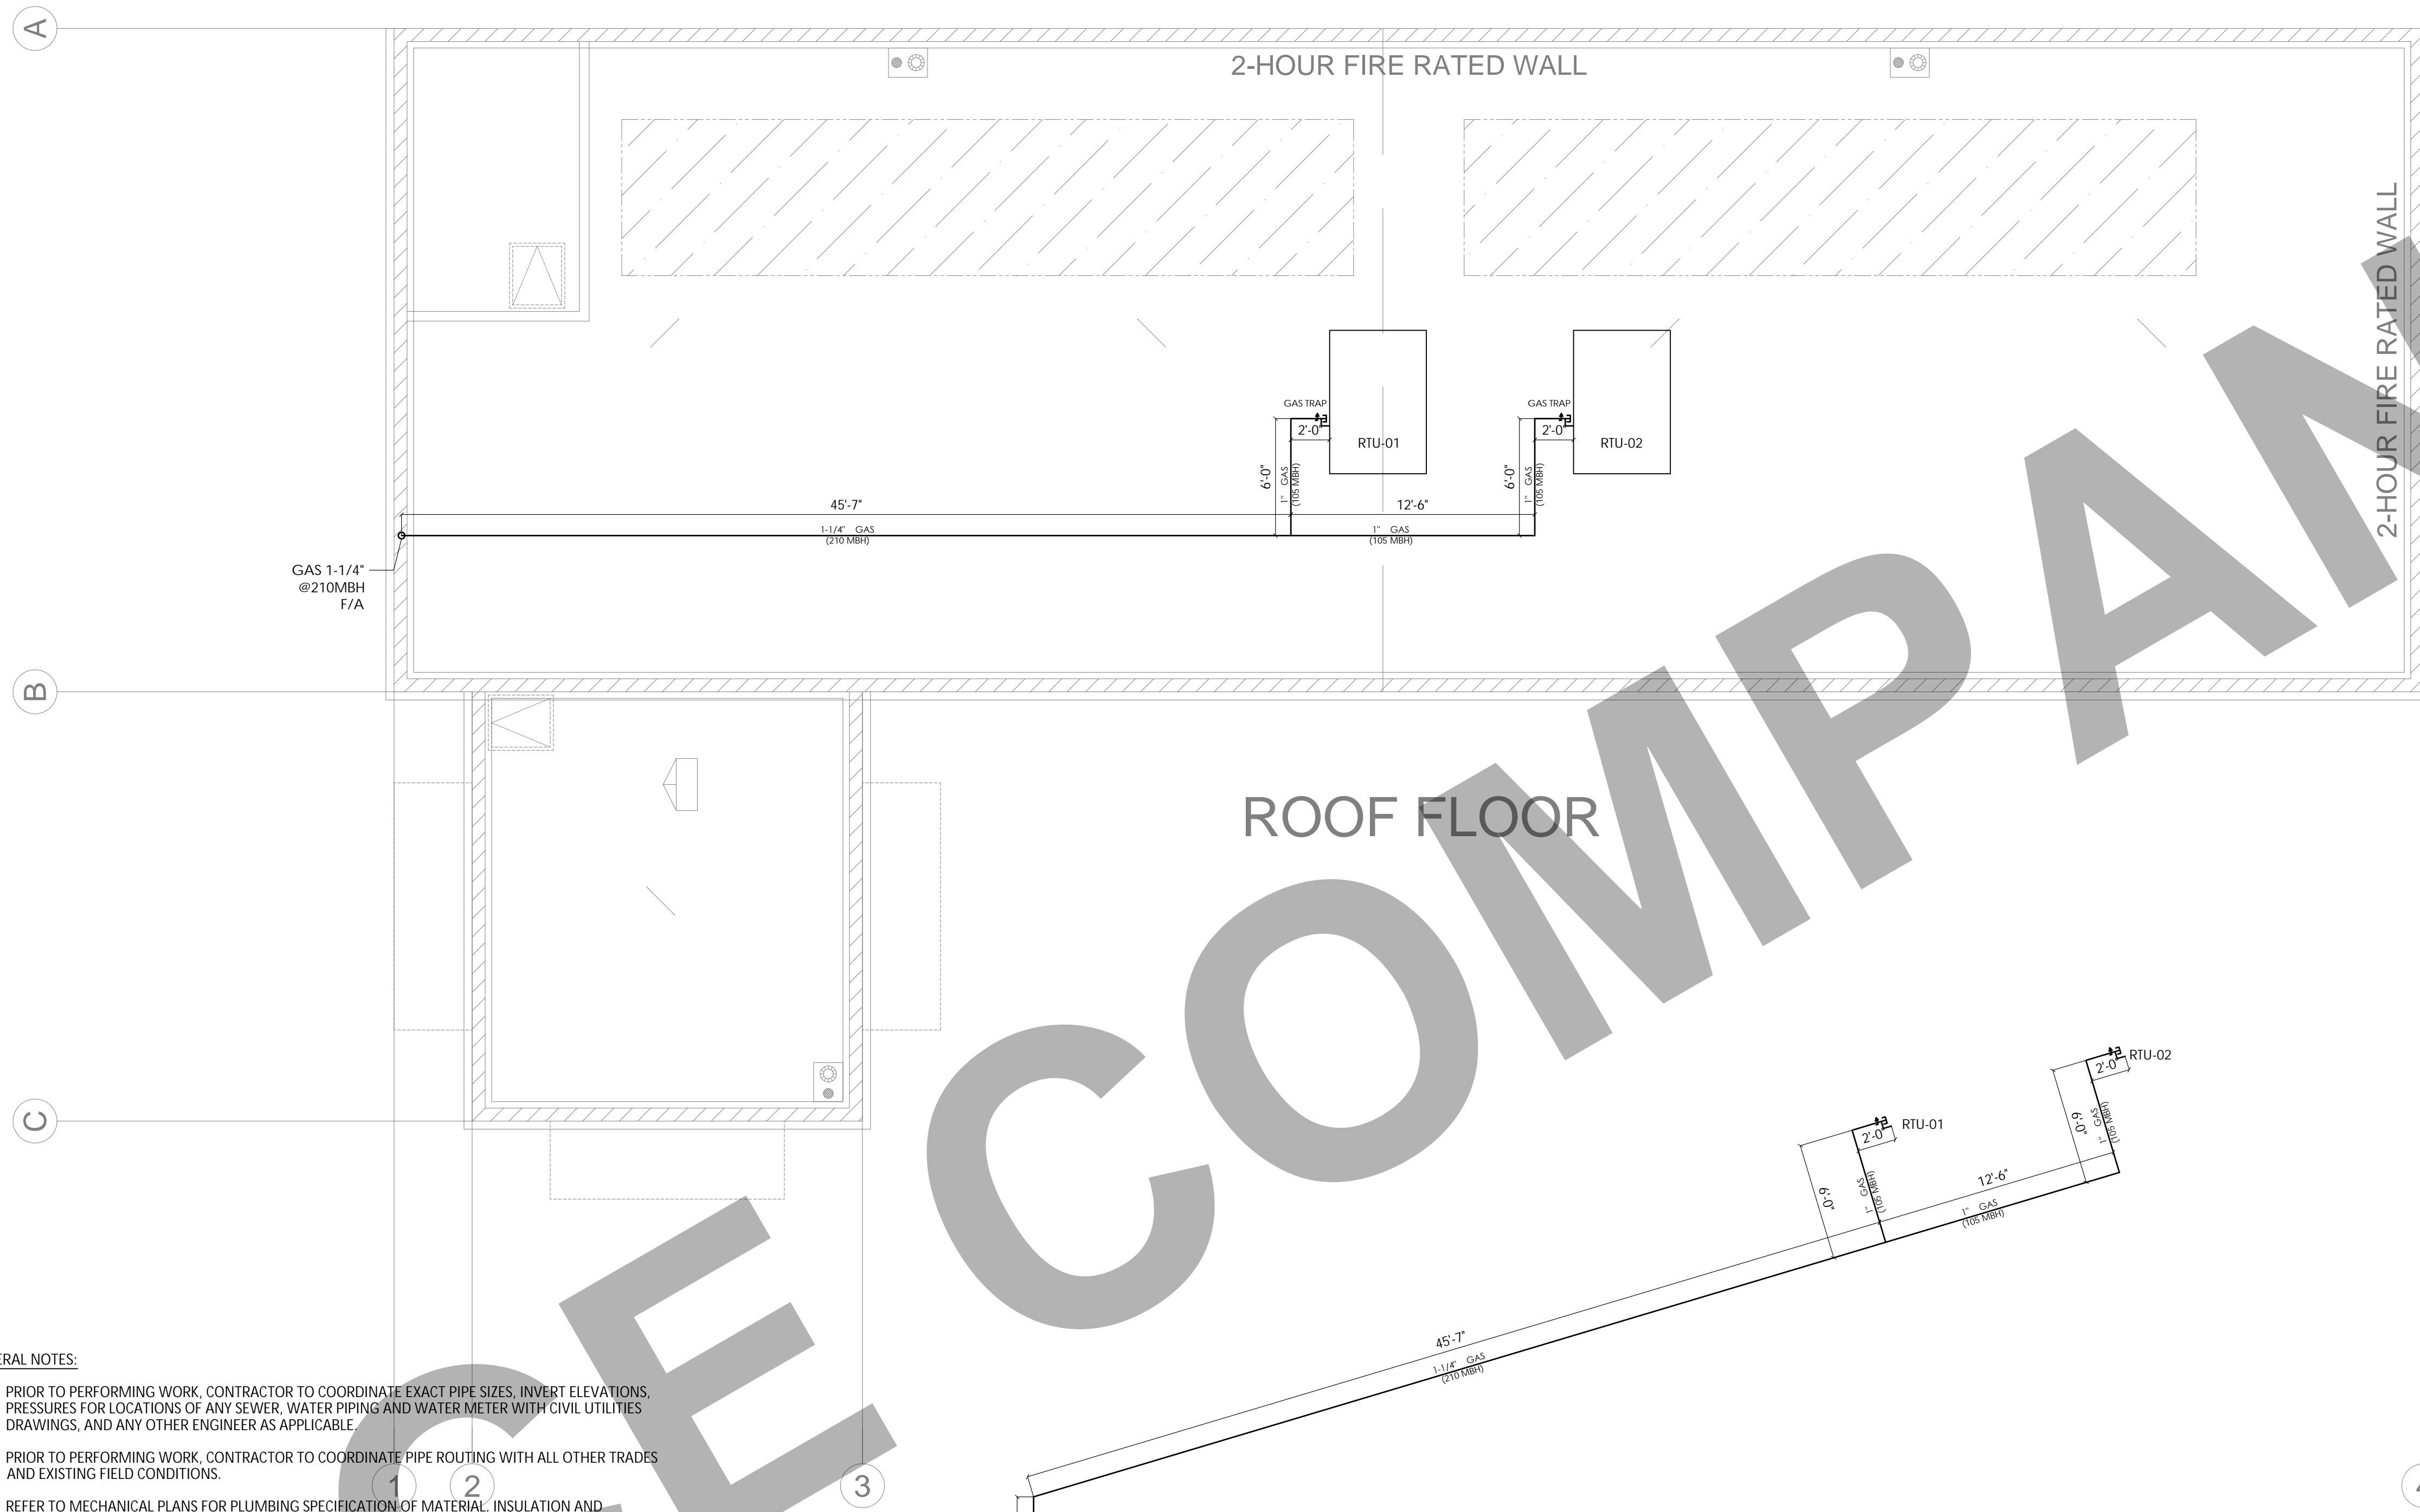 A
2-HOUR FIRE RATED WALL
2-HOUR FIRE RATED WALL
GAS TRAP
2'-0"
RTU-01
6'-0"
1" GAS
(105 MBH)
GAS TRAP
2'-0"
RTU-02
6'-0"
1" GAS
(105 MBH)
45'-7"
12'-6"
1-1/4" GAS
(210 MBH)
1" GAS
(105 MBH)
GAS 1-1/4"
@210MBH
F/A
B
ROOF FLOOR
C
RTU-02
2'-0"
6'-0"
1" GAS
(105 MBH)
RTU-01
2'-0"
6'-0"
1" GAS
(105 MBH)
12'-6"
1" GAS
(105 MBH)
45'-7"
1-1/4" GAS
(210 MBH)
ERAL NOTES:
PRIOR TO PERFORMING WORK, CONTRACTOR TO COORDINATE EXACT PIPE SIZES, INVERT ELEVATIONS,
PRESSURES FOR LOCATIONS OF ANY SEWER, WATER PIPING AND WATER METER WITH CIVIL UTILITIES
DRAWINGS, AND ANY OTHER ENGINEER AS APPLICABLE.
PRIOR TO PERFORMING WORK, CONTRACTOR TO COORDINATE PIPE ROUTING WITH ALL OTHER TRADES
AND EXISTING FIELD CONDITIONS.
REFER TO MECHANICAL PLANS FOR PLUMBING SPECIFICATION OF MATERIAL, INSULATION AND
1
2
3
CE COMPAN